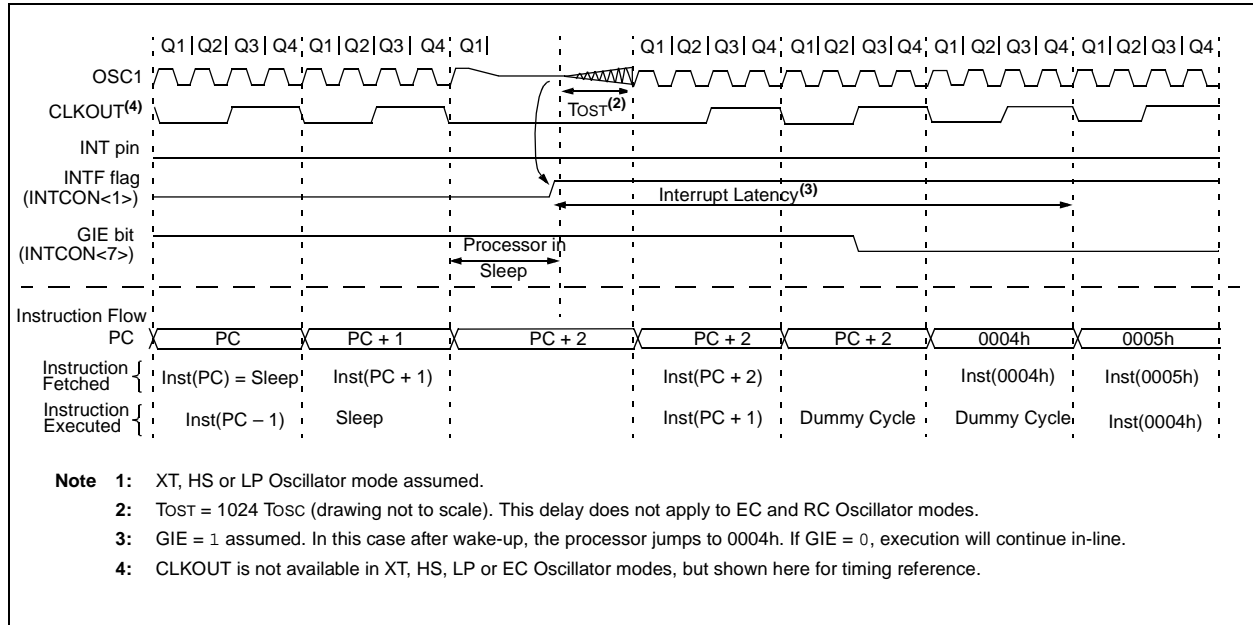 Q1 Q2 Q3 Q4 Q1 Q2 Q3 Q4 Q1 Q1 Q2 Q3 Q4 Q1 Q2 Q3 Q4 Q1 Q2 Q3 Q4 Q1 Q2 Q3 Q4
OSC1
CLKOUT(4)
TOST(2)
INT pin
INTF flag
(INTCON<1>)
Interrupt Latency(3)
GIE bit
(INTCON<7>)
Processor in
Sleep
Instruction Flow
PC PC PC + 1 PC + 2 PC + 2 PC + 2 0004h 0005h
Instruction
Fetched
Inst(PC) = Sleep Inst(PC + 1) Inst(PC + 2) Inst(0004h) Inst(0005h)
Instruction
Executed
Inst(PC – 1) Sleep Inst(PC + 1) Dummy Cycle Dummy Cycle Inst(0004h)
Note 1: XT, HS or LP Oscillator mode assumed.
2: TOST = 1024 TOSC (drawing not to scale). This delay does not apply to EC and RC Oscillator modes.
3: GIE = 1 assumed. In this case after wake-up, the processor jumps to 0004h. If GIE = 0, execution will continue in-line.
4: CLKOUT is not available in XT, HS, LP or EC Oscillator modes, but shown here for timing reference.